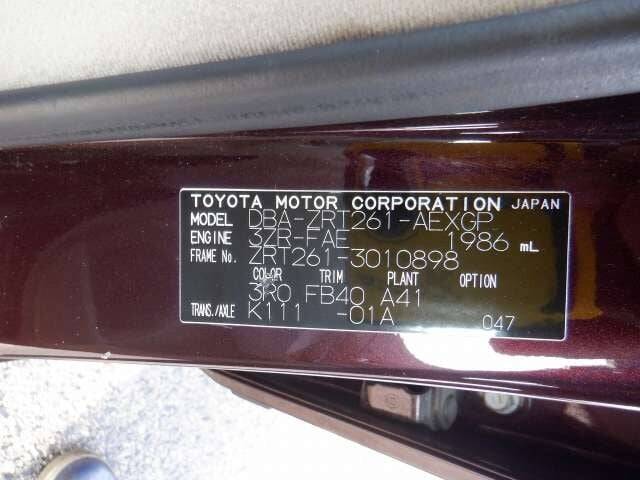 TOYOTA MOTOR CORPORATION JAPAN
MODEL DBA-ZRT261-AEXGP
ENGINE 3ZR-FAE 1986 mL
FRAME No. ZRT261-3010898
COLOR TRIM PLANT OPTION
3R0 FB40 A41
TRANS./AXLE K111 -01A 047